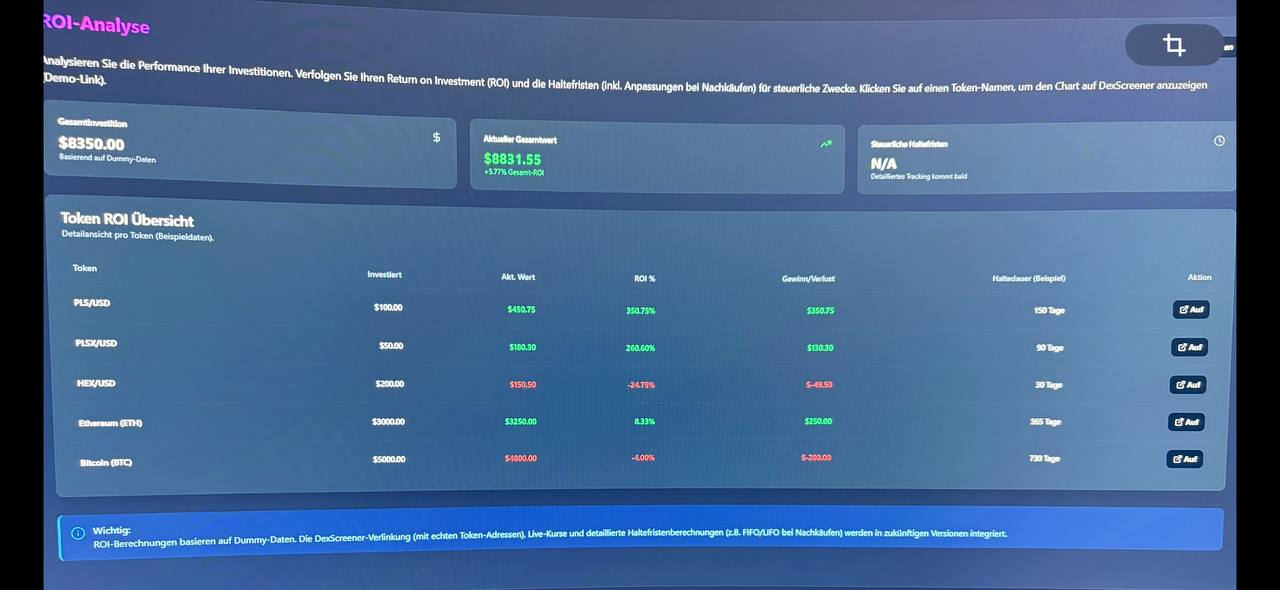 ROI-Analyse
en
Analysieren Sie die Performance Ihrer Investitionen. Verfolgen Sie Ihren Return on Investment (ROI) und die Haltefristen (inkl. Anpassungen bei Nachkäufen) für steuerliche Zwecke. Klicken Sie auf einen Token-Namen, um den Chart auf DexScreener anzuzeigen
(Demo-Link).
Gesamtinvestition
$
$8350.00
Basierend auf Dummy-Daten
Aktueller Gesamtwert
$8831.55
+5.77% Gesamt-ROI
Steuerliche Haltefristen
N/A
Detailliertes Tracking kommt bald
Token ROI Übersicht
Detailansicht pro Token (Beispieldaten).
Token Investiert Akt. Wert ROI % Gewinn/Verlust Haltedauer (Beispiel) Aktion
PLS/USD $100.00 $450.75 350.75% $350.75 150 Tage Auf
PLSX/USD $50.00 $180.30 260.60% $130.30 90 Tage Auf
HEX/USD $200.00 $150.50 -24.75% $-49.50 30 Tage Auf
Ethereum (ETH) $3000.00 $3250.00 8.33% $250.00 365 Tage Auf
Bitcoin (BTC) $5000.00 $4800.00 -4.00% $-200.00 730 Tage Auf
Wichtig:
ROI-Berechnungen basieren auf Dummy-Daten. Die DexScreener-Verlinkung (mit echten Token-Adressen), Live-Kurse und detaillierte Haltefristenberechnungen (z.B. FIFO/LIFO bei Nachkäufen) werden in zukünftigen Versionen integriert.